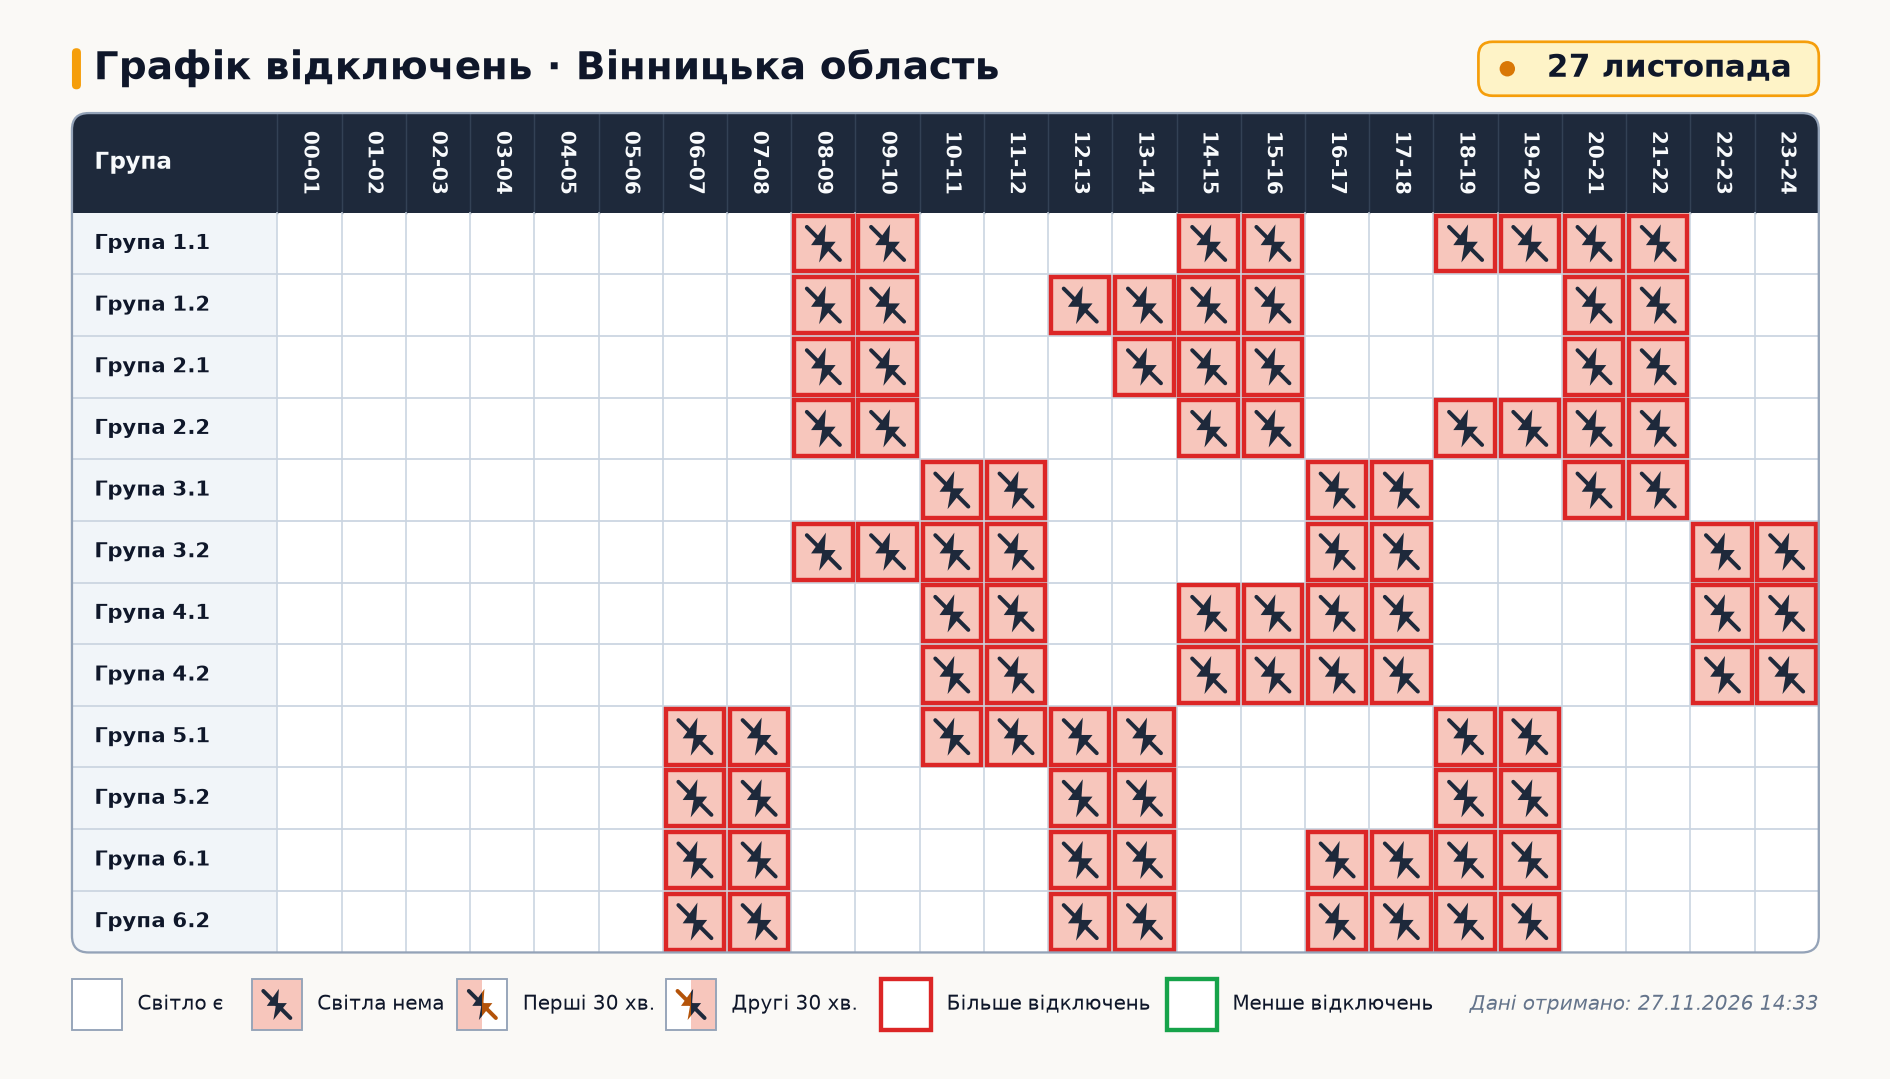 Графік відключень · Вінницька область
27 листопада
Група 00-01 01-02 02-03 03-04 04-05 05-06 06-07 07-08 08-09 09-10 10-11 11-12 12-13 13-14 14-15 15-16 16-17 17-18 18-19 19-20 20-21 21-22 22-23 23-24
Група 1.1
Група 1.2
Група 2.1
Група 2.2
Група 3.1
Група 3.2
Група 4.1
Група 4.2
Група 5.1
Група 5.2
Група 6.1
Група 6.2
Світло є Світла нема Перші 30 хв. Другі 30 хв. Більше відключень Менше відключень Дані отримано: 27.11.2026 14:33